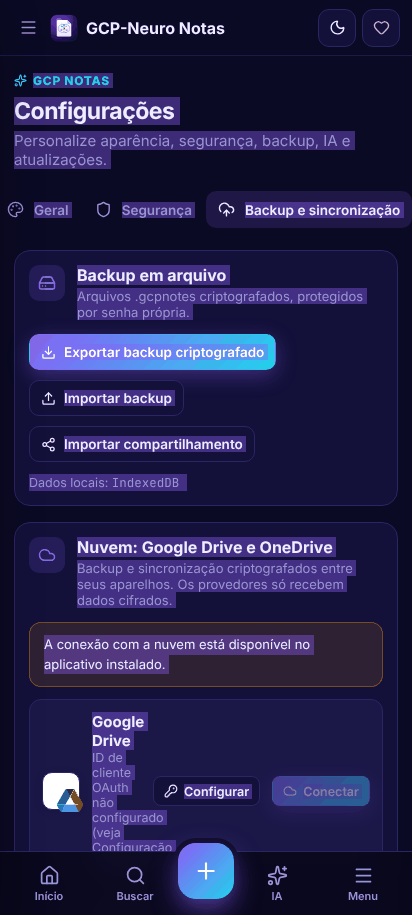 GCP-Neuro Notas
GCP NOTAS
Configurações
Personalize aparência, segurança, backup, IA e
atualizações.
Geral
Segurança
Backup e sincronização
Backup em arquivo
Arquivos .gcpnotes criptografados, protegidos
por senha própria.
Exportar backup criptografado
Importar backup
Importar compartilhamento
Dados locais: IndexedDB
Nuvem: Google Drive e OneDrive
Backup e sincronização criptografados entre
seus aparelhos. Os provedores só recebem
dados cifrados.
A conexão com a nuvem está disponível no
aplicativo instalado.
Google
Drive
ID de
cliente
OAuth
não
configurado
(veja
Configuração
Configurar
Conectar
Início
Buscar
IA
Menu